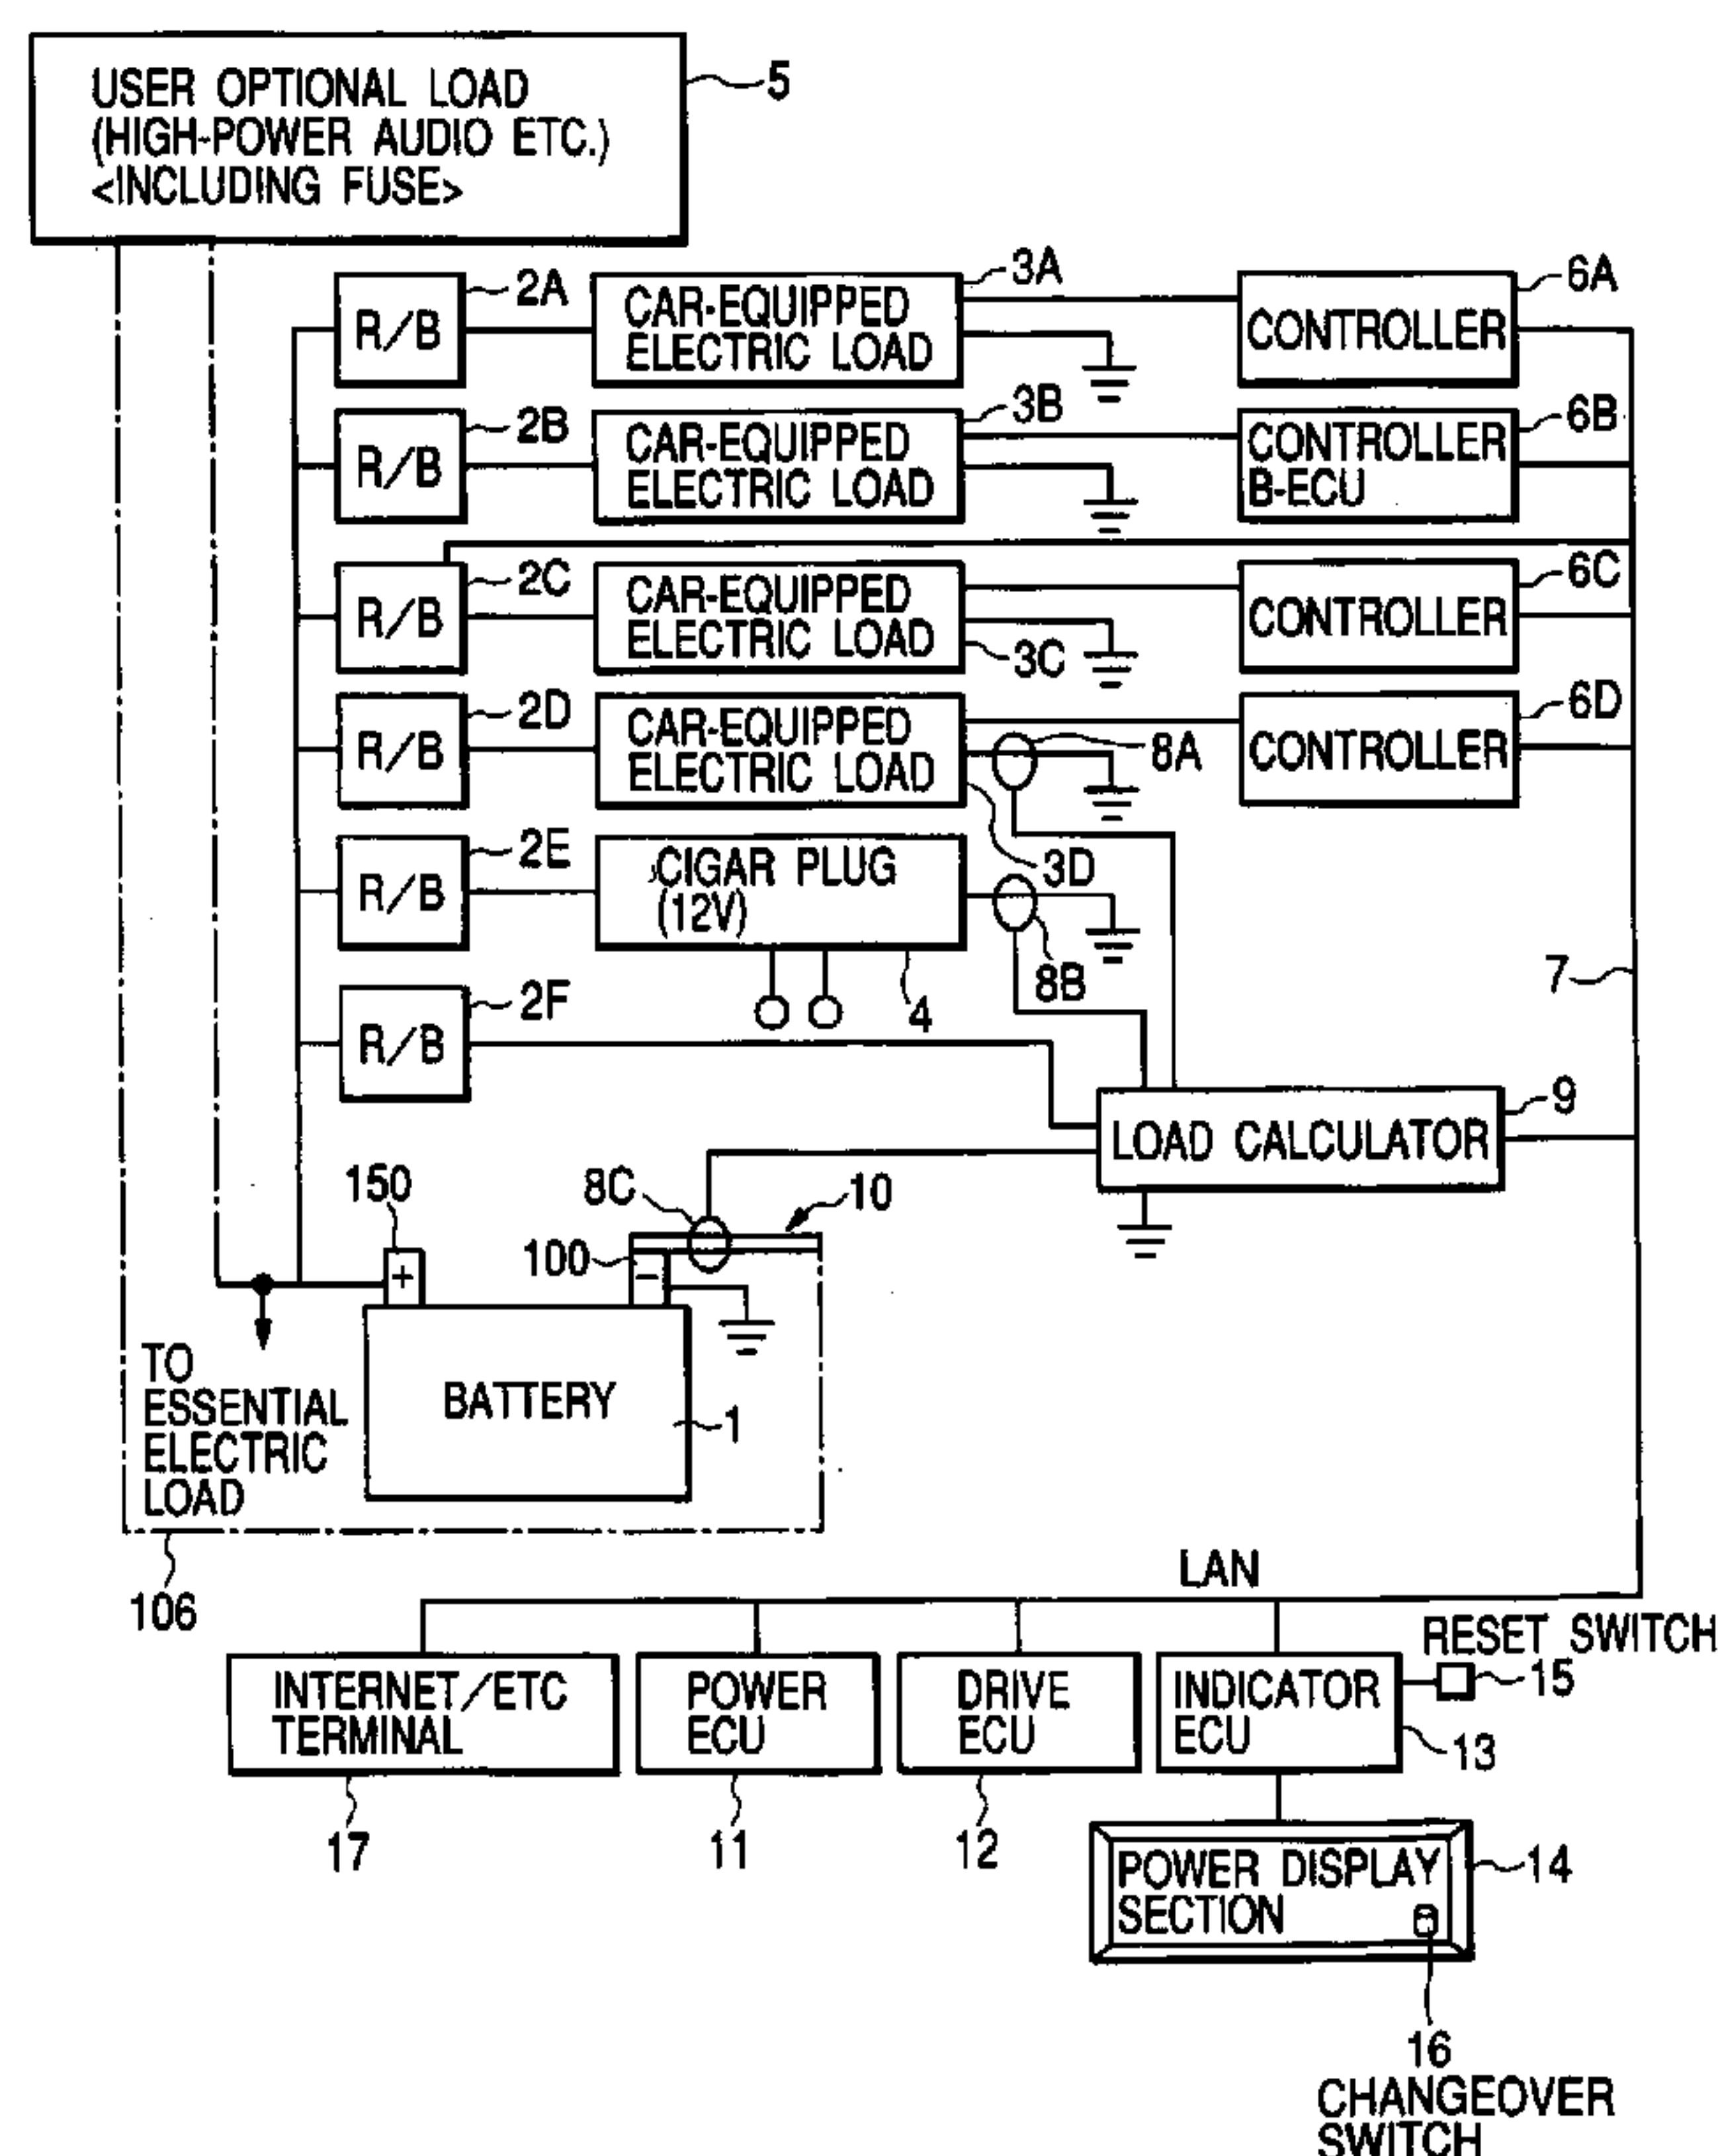 USER OPTIONAL LOAD
(HIGH-POWER AUDIO ETC.)
<INCLUDING FUSE>
5
R/B
2A
CAR-EQUIPPED
ELECTRIC LOAD
3A
CONTROLLER
6A
R/B
2B
CAR-EQUIPPED
ELECTRIC LOAD
3B
CONTROLLER
B-ECU
6B
R/B
2C
CAR-EQUIPPED
ELECTRIC LOAD
3C
CONTROLLER
6C
R/B
2D
CAR-EQUIPPED
ELECTRIC LOAD
3D
8A
CONTROLLER
6D
R/B
2E
CIGAR PLUG
(12V)
4
8B
7
R/B
2F
LOAD CALCULATOR
9
150
+
8C
10
100
−
BATTERY
1
TO
ESSENTIAL
ELECTRIC
LOAD
106
LAN
INTERNET/ETC
TERMINAL
17
POWER
ECU
11
DRIVE
ECU
12
INDICATOR
ECU
13
RESET SWITCH
15
POWER DISPLAY
SECTION
14
16
CHANGEOVER
SWITCH